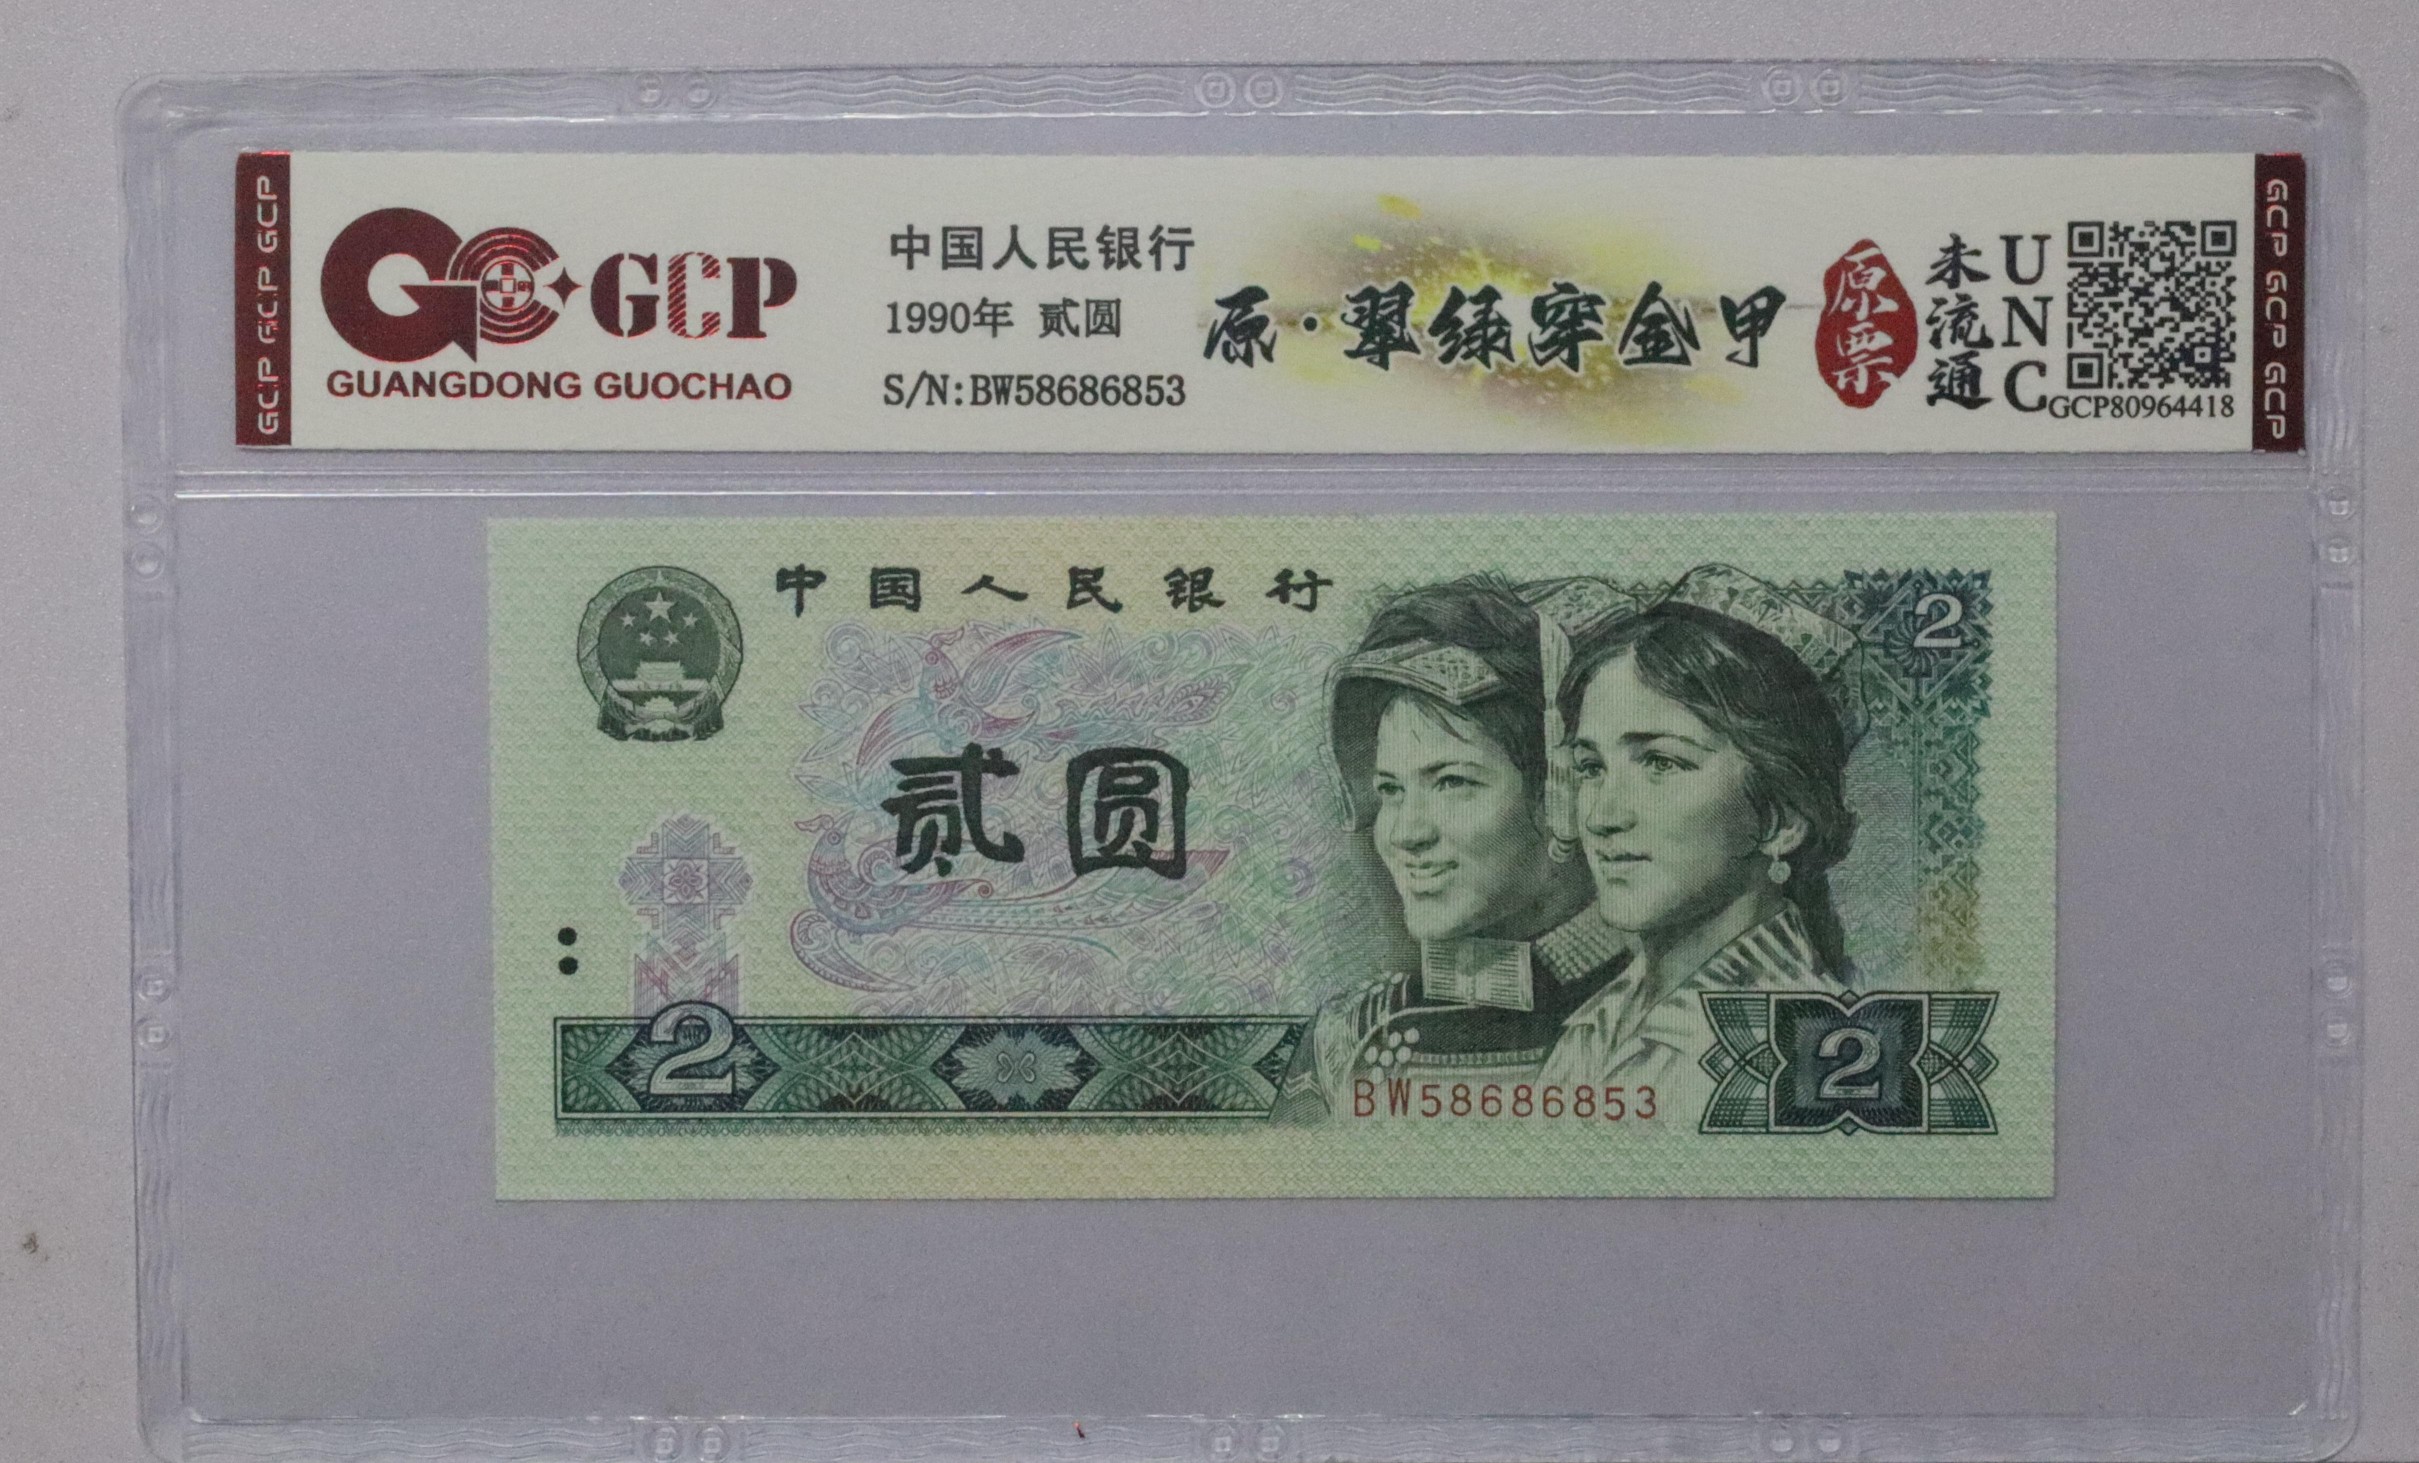 GCP GCP GCP
GCP
GUANGDONG GUOCHAO
中国人民银行
1990年 贰圆
S/N:BW58686853
原·翠绿穿金甲
原票
未流通
UNC
GCP80964418
GCP GCP GCP
中国人民银行
贰圆
2
2
BW58686853
2